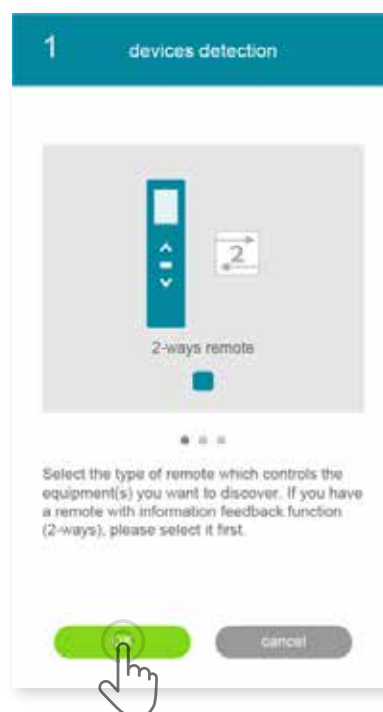 1 devices detection
2
2-ways remote
Select the type of remote which controls the
equipment(s) you want to discover. If you have
a remote with information feedback function
(2-ways), please select it first.
cancel